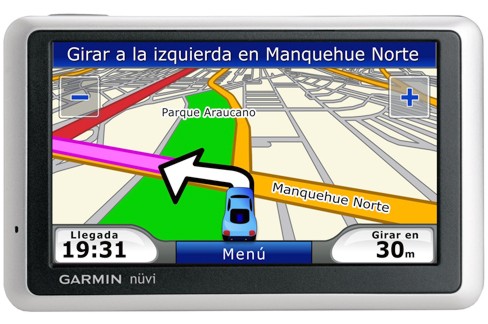 Girar a la izquierda en Manquehue Norte
−
+
Parque Araucano
Manquehue Norte
Llegada
19:31
Menú
Girar en
30m
GARMIN nüvi